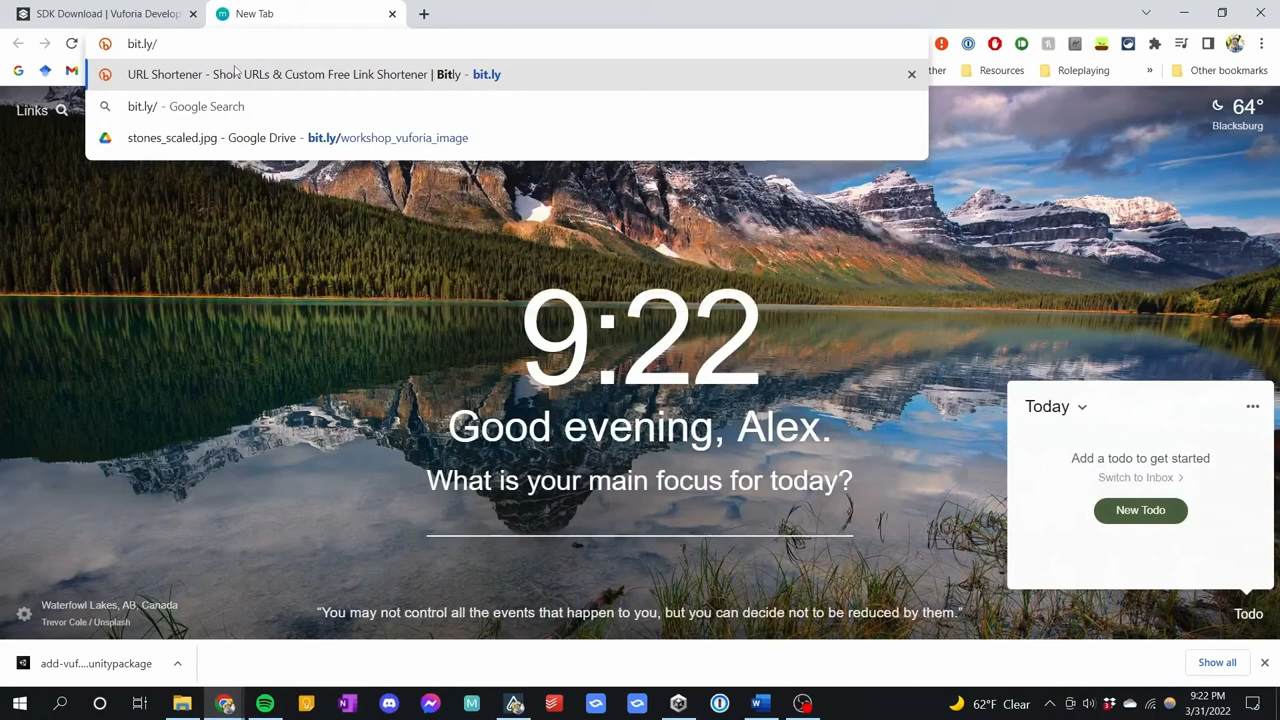 SDK Download | Vuforia Develop
New Tab
bit.ly/
URL Shortener - Short URLs & Custom Free Link Shortener | Bitly - bit.ly
bit.ly/ - Google Search
stones_scaled.jpg - Google Drive - bit.ly/workshop_vuforia_image
ther
Resources
Roleplaying
»
Other bookmarks
Links
64°
Blacksburg
9:22
Good evening, Alex.
What is your main focus for today?
Today
Add a todo to get started
Switch to Inbox >
New Todo
Waterfowl Lakes, AB, Canada
Trevor Cole / Unsplash
“You may not control all the events that happen to you, but you can decide not to be reduced by them.”
Todo
add-vuf....unitypackage
Show all
62°F Clear
9:22 PM
3/31/2022